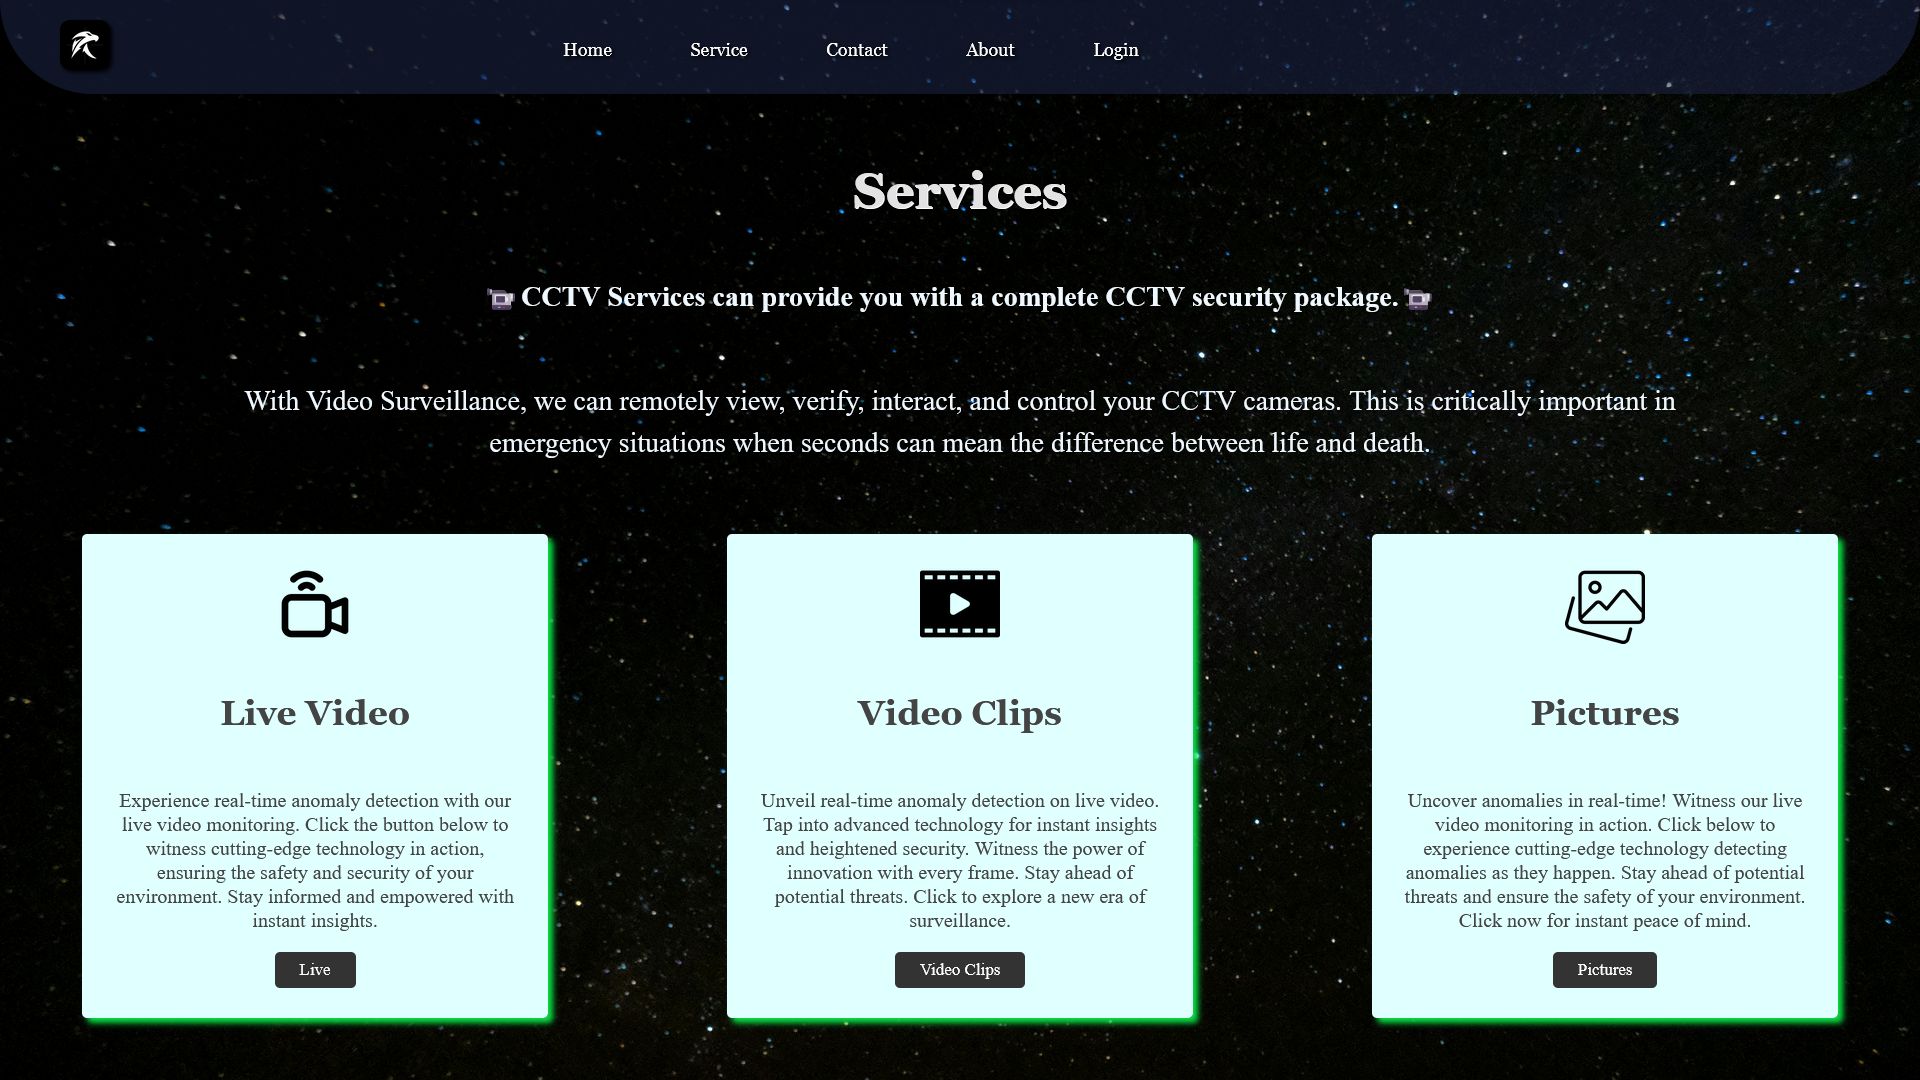 Home Service Contact About Login
Services
CCTV Services can provide you with a complete CCTV security package.
With Video Surveillance, we can remotely view, verify, interact, and control your CCTV cameras. This is critically important in
emergency situations when seconds can mean the difference between life and death.
Live Video
Experience real-time anomaly detection with our
live video monitoring. Click the button below to
witness cutting-edge technology in action,
ensuring the safety and security of your
environment. Stay informed and empowered with
instant insights.
Live
Video Clips
Unveil real-time anomaly detection on live video.
Tap into advanced technology for instant insights
and heightened security. Witness the power of
innovation with every frame. Stay ahead of
potential threats. Click to explore a new era of
surveillance.
Video Clips
Pictures
Uncover anomalies in real-time! Witness our live
video monitoring in action. Click below to
experience cutting-edge technology detecting
anomalies as they happen. Stay ahead of potential
threats and ensure the safety of your environment.
Click now for instant peace of mind.
Pictures